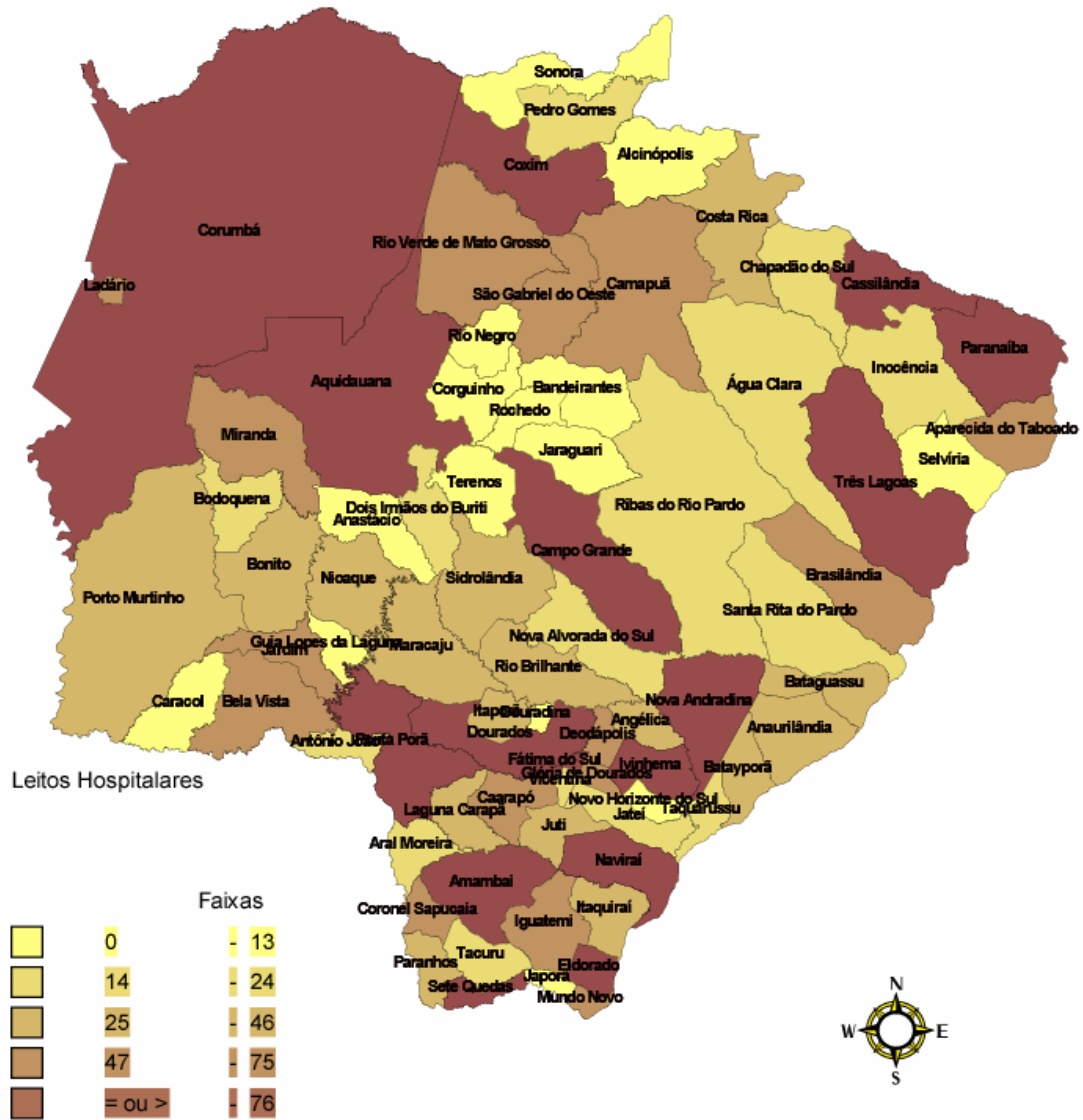 Sonora
Pedro Gomes
Alcinópolis
Coxim
Costa Rica
Corumbá
Rio Verde de Mato Grosso
Chapadão do Sul
Cassilândia
Ladário
São Gabriel do Oeste
Camapuã
Rio Negro
Paranaíba
Inocência
Aquidauana
Corguinho
Bandeirantes
Água Clara
Rochedo
Aparecida do Taboado
Miranda
Jaraguari
Selvíria
Terenos
Três Lagoas
Bodoquena
Dois Irmãos do Buriti
Ribas do Rio Pardo
Anastácio
Campo Grande
Bonito
Nioaque
Sidrolândia
Brasilândia
Porto Murtinho
Santa Rita do Pardo
Guia Lopes da Laguna
Nova Alvorada do Sul
Jardim
Maracaju
Rio Brilhante
Bataguassu
Caracol
Bela Vista
Nova Andradina
Itaporã
Douradina
Angélica
Anaurilândia
Antônio João
Ponta Porã
Dourados
Deodápolis
Fátima do Sul
Ivinhema
Batayporã
Glória de Dourados
Leitos Hospitalares
Vicentina
Caarapó
Novo Horizonte do Sul
Laguna Carapã
Jateí
Taquarussu
Juti
Aral Moreira
Naviraí
Amambai
Faixas
Coronel Sapucaia
Itaquiraí
Iguatemi
0 - 13
Tacuru
Paranhos
Eldorado
Japorã
14 - 24
Sete Quedas
Mundo Novo
N
25 - 46
W E
47 - 75
S
= ou > - 76